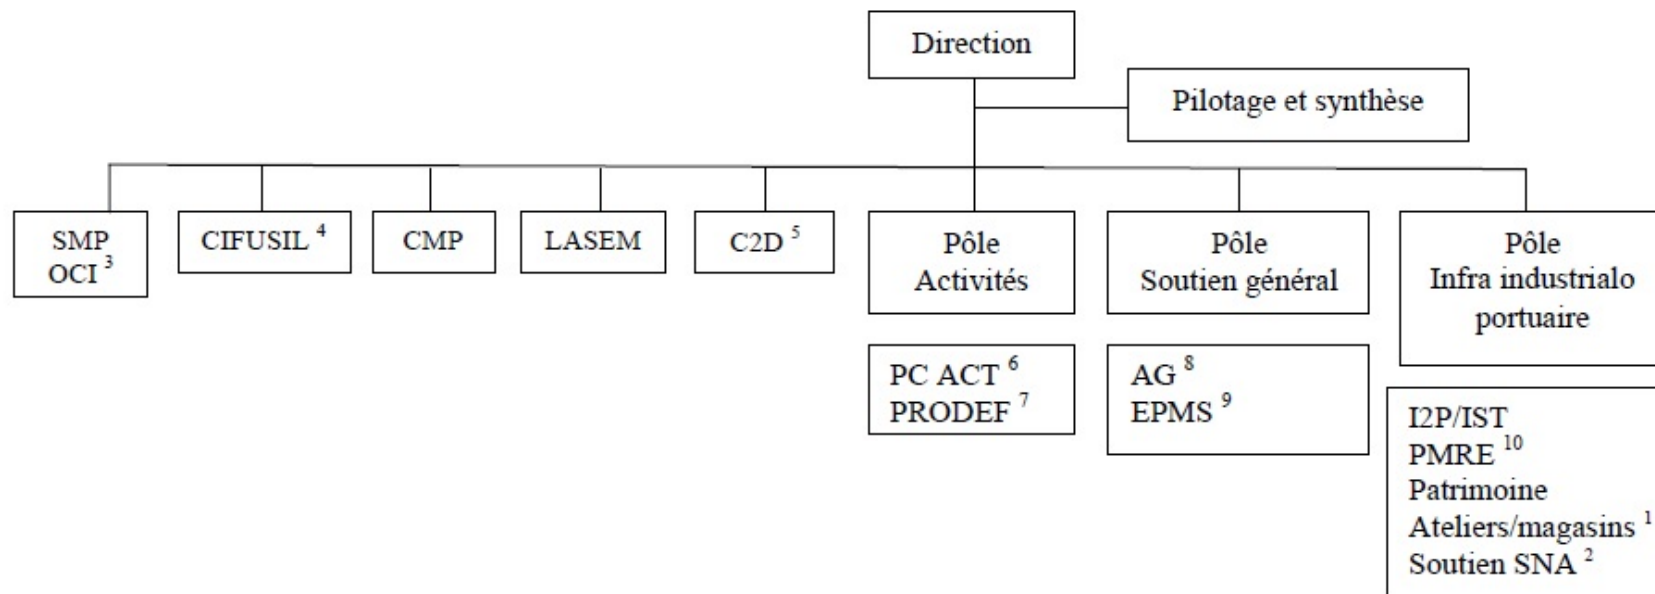 Direction
Pilotage et synthèse
SMP
OCI 3
CIFUSIL 4
CMP
LASEM
C2D 5
Pôle
Activités
Pôle
Soutien général
Pôle
Infra industrialo
portuaire
PC ACT 6
PRODEF 7
AG 8
EPMS 9
I2P/IST
PMRE 10
Patrimoine
Ateliers/magasins 1
Soutien SNA 2